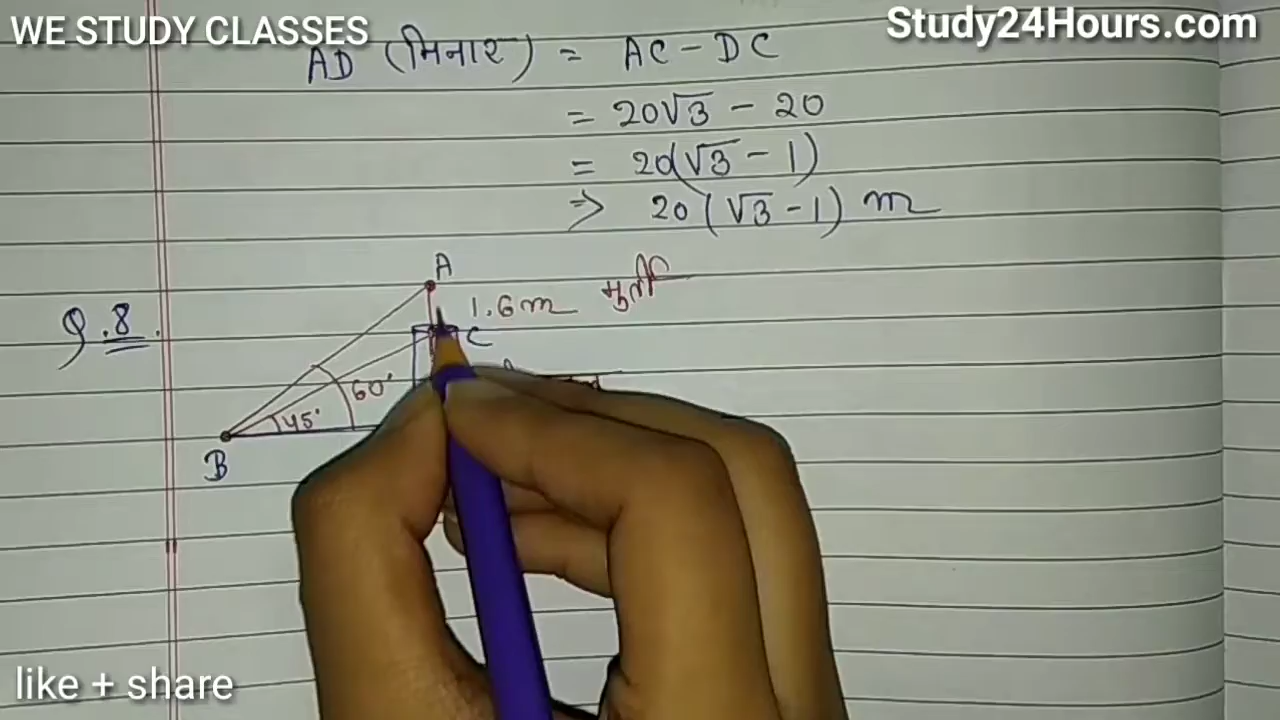 WE STUDY CLASSES
Study24Hours.com
AD (मिनार) = AC - DC
= 20√3 - 20
= 20(√3 - 1)
⇒ 20(√3 - 1) m
A
Q.8.
1.6m मूर्ति
C
60°
45°
B
like + share